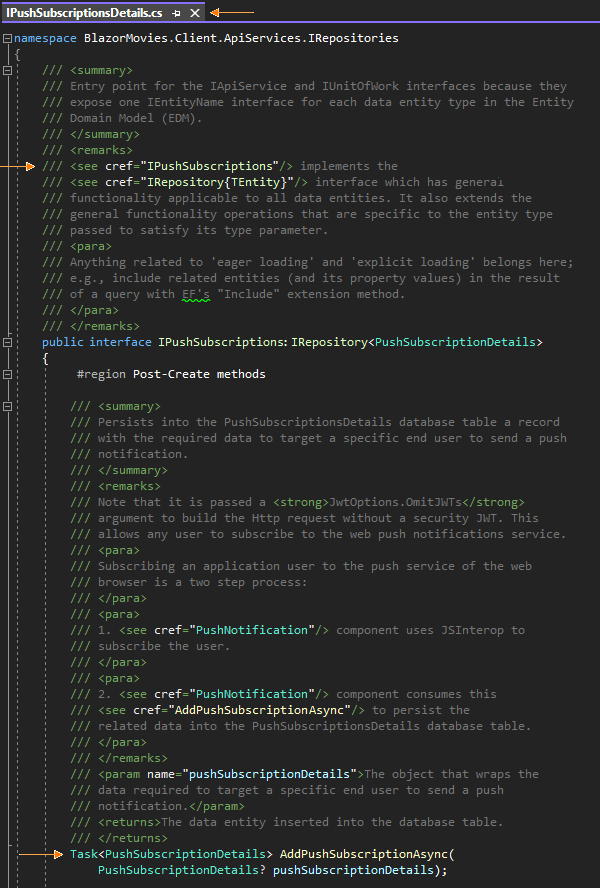 IPushSubscriptionsDetails.cs
namespace BlazorMovies.Client.ApiServices.IRepositories
{
/// <summary>
/// Entry point for the IApiService and IUnitOfWork interfaces because they
/// expose one IEntityName interface for each data entity type in the Entity
/// Domain Model (EDM).
/// </summary>
/// <remarks>
/// <see cref="IPushSubscriptions"/> implements the
/// <see cref="IRepository{TEntity}"/> interface which has general
/// functionality applicable to all data entities. It also extends the
/// general functionality operations that are specific to the entity type
/// passed to satisfy its type parameter.
/// <para>
/// Anything related to 'eager loading' and 'explicit loading' belongs here;
/// e.g., include related entities (and its property values) in the result
/// of a query with EF's "Include" extension method.
/// </para>
/// </remarks>
public interface IPushSubscriptions:IRepository<PushSubscriptionDetails>
{
#region Post-Create methods
/// <summary>
/// Persists into the PushSubscriptionsDetails database table a record
/// with the required data to target a specific end user to send a push
/// notification.
/// </summary>
/// <remarks>
/// Note that it is passed a <strong>JwtOptions.OmitJWTs</strong>
/// argument to build the Http request without a security JWT. This
/// allows any user to subscribe to the web push notifications service.
/// <para>
/// Subscribing an application user to the push service of the web
/// browser is a two step process:
/// </para>
/// <para>
/// 1. <see cref="PushNotification"/> component uses JSInterop to
/// subscribe the user.
/// </para>
/// <para>
/// 2. <see cref="PushNotification"/> component consumes this
/// <see cref="AddPushSubscriptionAsync"/> to persist the
/// related data into the PushSubscriptionsDetails database table.
/// </para>
/// </remarks>
/// <param name="pushSubscriptionDetails">The object that wraps the
/// data required to target a specific end user to send a push
/// notification.</param>
/// <returns>The data entity inserted into the database table.
/// </returns>
Task<PushSubscriptionDetails> AddPushSubscriptionAsync(
PushSubscriptionDetails? pushSubscriptionDetails);